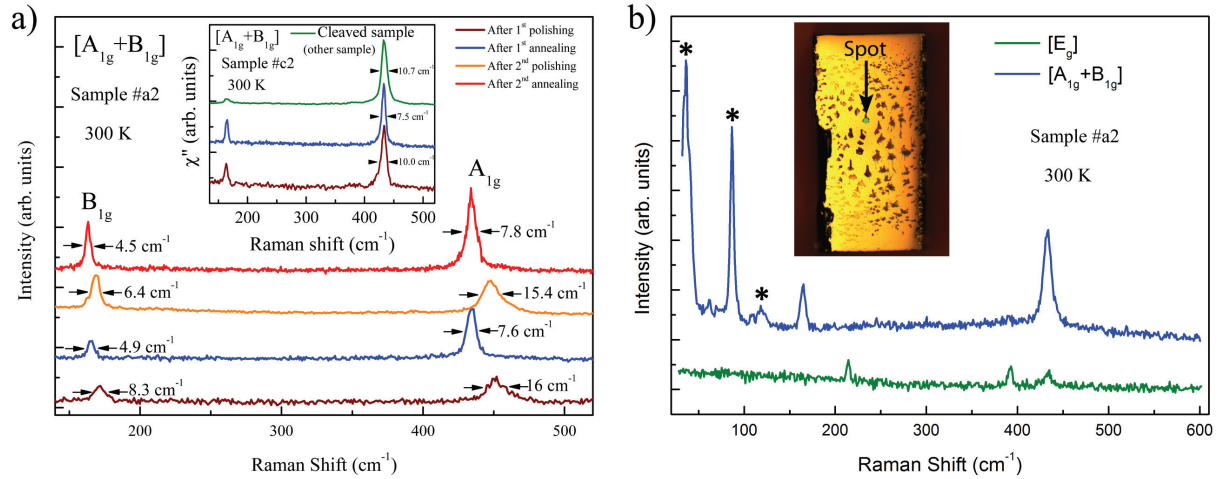 a)
[A1g+B1g]
Sample #a2
300 K
B1g
A1g
4.5 cm-1
7.8 cm-1
6.4 cm-1
15.4 cm-1
4.9 cm-1
7.6 cm-1
8.3 cm-1
16 cm-1
Intensity (arb. units)
200
300
400
500
Raman Shift (cm-1)
After 1st polishing
After 1st annealing
After 2nd polishing
After 2nd annealing
[A1g+B1g]
Cleaved sample
(other sample)
Sample #c2
300 K
10.7 cm-1
7.5 cm-1
10.0 cm-1
χ" (arb. units)
200
300
400
500
Raman shift (cm-1)
b)
*
*
*
Spot
[Eg]
[A1g+B1g]
Sample #a2
300 K
Intensity (arb. units)
100
200
300
400
500
600
Raman Shift (cm-1)